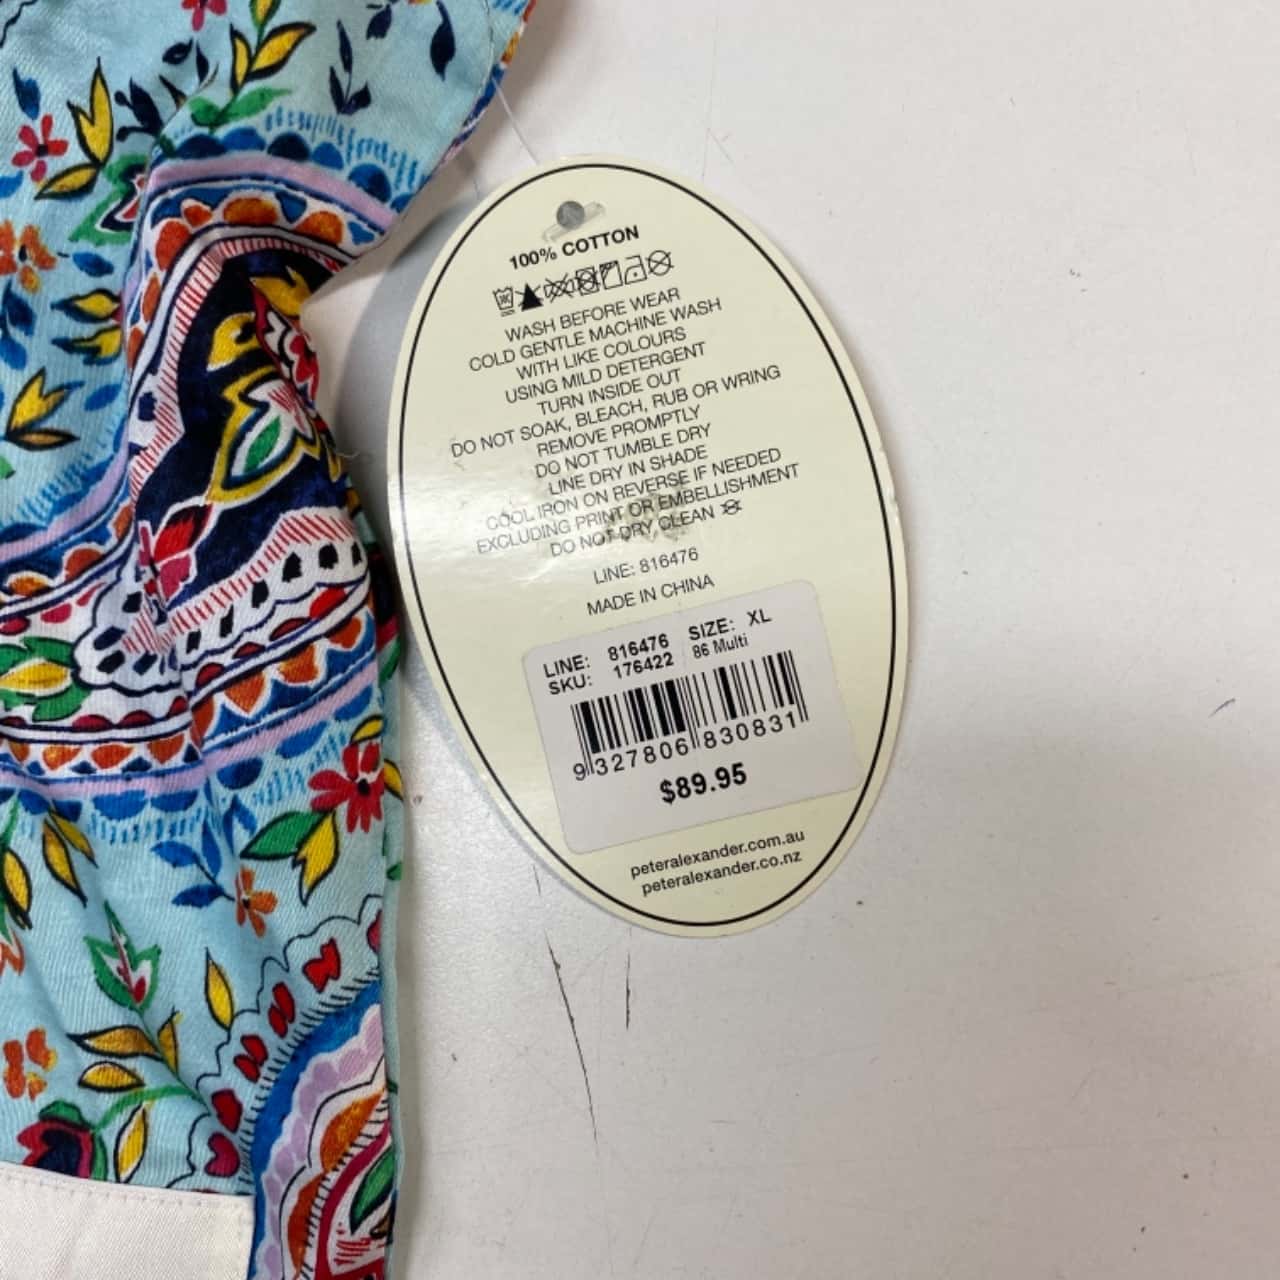 100% COTTON
WASH BEFORE WEAR
COLD GENTLE MACHINE WASH
WITH LIKE COLOURS
USING MILD DETERGENT
TURN INSIDE OUT
DO NOT SOAK, BLEACH, RUB OR WRING
REMOVE PROMPTLY
DO NOT TUMBLE DRY
LINE DRY IN SHADE
COOL IRON ON REVERSE IF NEEDED
EXCLUDING PRINT OR EMBELLISHMENT
DO NOT DRY CLEAN
LINE: 816476
MADE IN CHINA
LINE: 816476 SIZE: XL
SKU: 176422 86 Multi
9 327806 830831
$89.95
peteralexander.com.au
peteralexander.co.nz